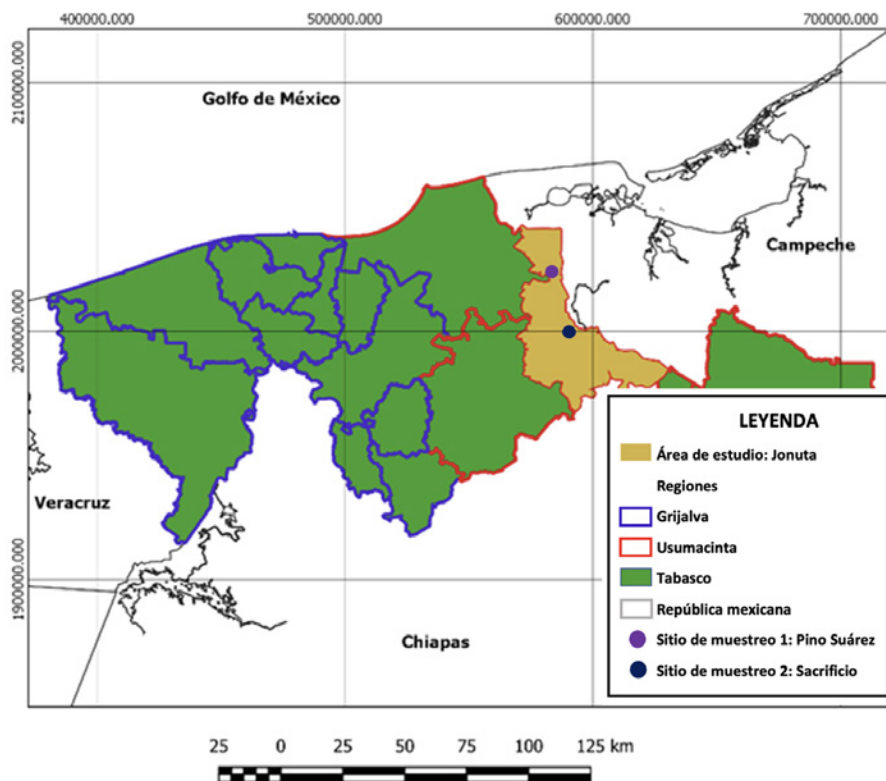 400000.000 500000.000 600000.000 700000.000
2100000.000
Golfo de México
Campeche
2000000.000
Veracruz
1900000.000
Chiapas
LEYENDA
Área de estudio: Jonuta
Regiones
Grijalva
Usumacinta
Tabasco
República mexicana
Sitio de muestreo 1: Pino Suárez
Sitio de muestreo 2: Sacrificio
25 0 25 50 75 100 125 km